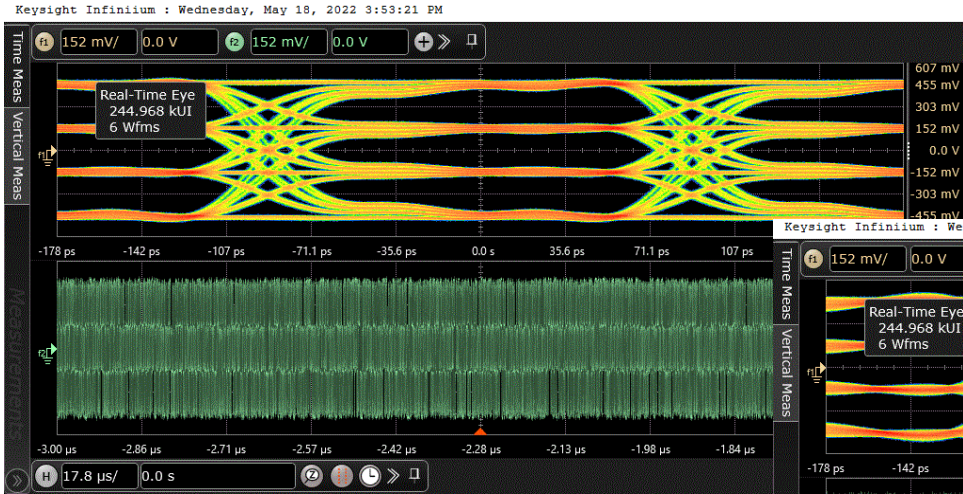 Keysight Infiniium : Wednesday, May 18, 2022 3:53:21 PM
Time Meas
Vertical Meas
Measurements
f1 152 mV/ 0.0 V f2 152 mV/ 0.0 V
Real-Time Eye
244.968 kUI
6 Wfms
607 mV
455 mV
303 mV
152 mV
0.0 V
-152 mV
-303 mV
-455 mV
f1
-178 ps -142 ps -107 ps -71.1 ps -35.6 ps 0.0 s 35.6 ps 71.1 ps 107 ps
f2
-3.00 µs -2.86 µs -2.71 µs -2.57 µs -2.42 µs -2.28 µs -2.13 µs -1.98 µs -1.84 µs
H 17.8 µs/ 0.0 s
Keysight Infiniium : We
Time Meas
Vertical Meas
f1 152 mV/ 0.0 V
Real-Time Eye
244.968 kUI
6 Wfms
f1
-178 ps -142 ps